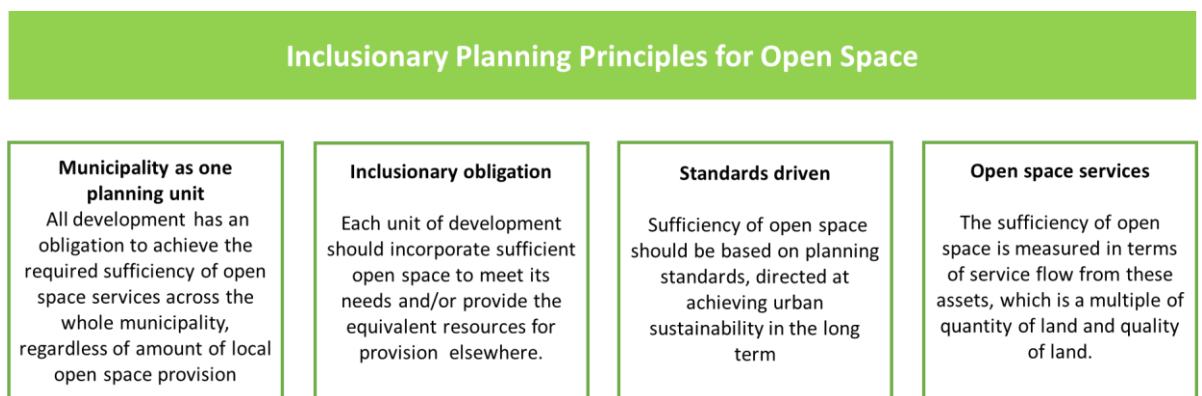 Inclusionary Planning Principles for Open Space
Municipality as one
planning unit
All development has an
obligation to achieve the
required sufficiency of open
space services across the
whole municipality,
regardless of amount of local
open space provision
Inclusionary obligation
Each unit of development
should incorporate sufficient
open space to meet its
needs and/or provide the
equivalent resources for
provision elsewhere.
Standards driven
Sufficiency of open space
should be based on planning
standards, directed at
achieving urban
sustainability in the long
term
Open space services
The sufficiency of open
space is measured in terms
of service flow from these
assets, which is a multiple of
quantity of land and quality
of land.